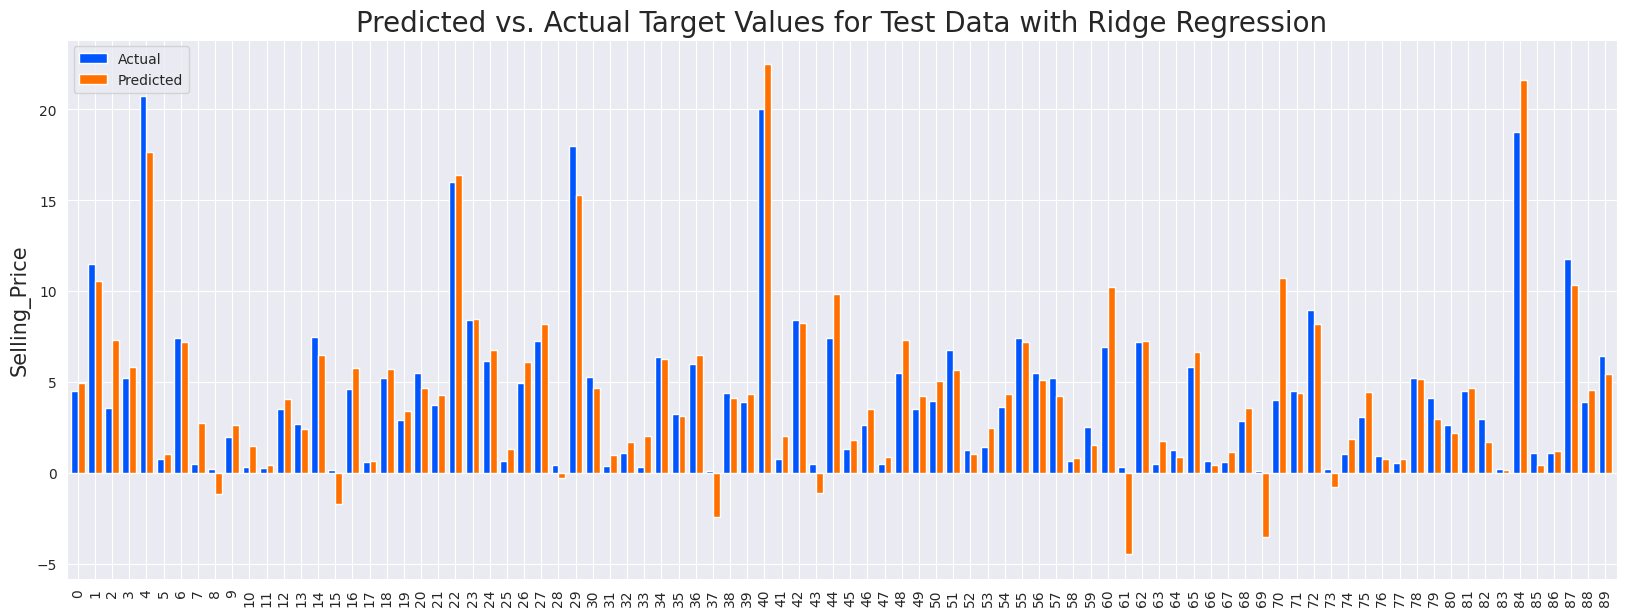 Predicted vs. Actual Target Values for Test Data with Ridge Regression
Actual
Predicted
Selling_Price
20
15
10
5
0
−5
0 1 2 3 4 5 6 7 8 9 10 11 12 13 14 15 16 17 18 19 20 21 22 23 24 25 26 27 28 29 30 31 32 33 34 35 36 37 38 39 40 41 42 43 44 45 46 47 48 49 50 51 52 53 54 55 56 57 58 59 60 61 62 63 64 65 66 67 68 69 70 71 72 73 74 75 76 77 78 79 80 81 82 83 84 85 86 87 88 89